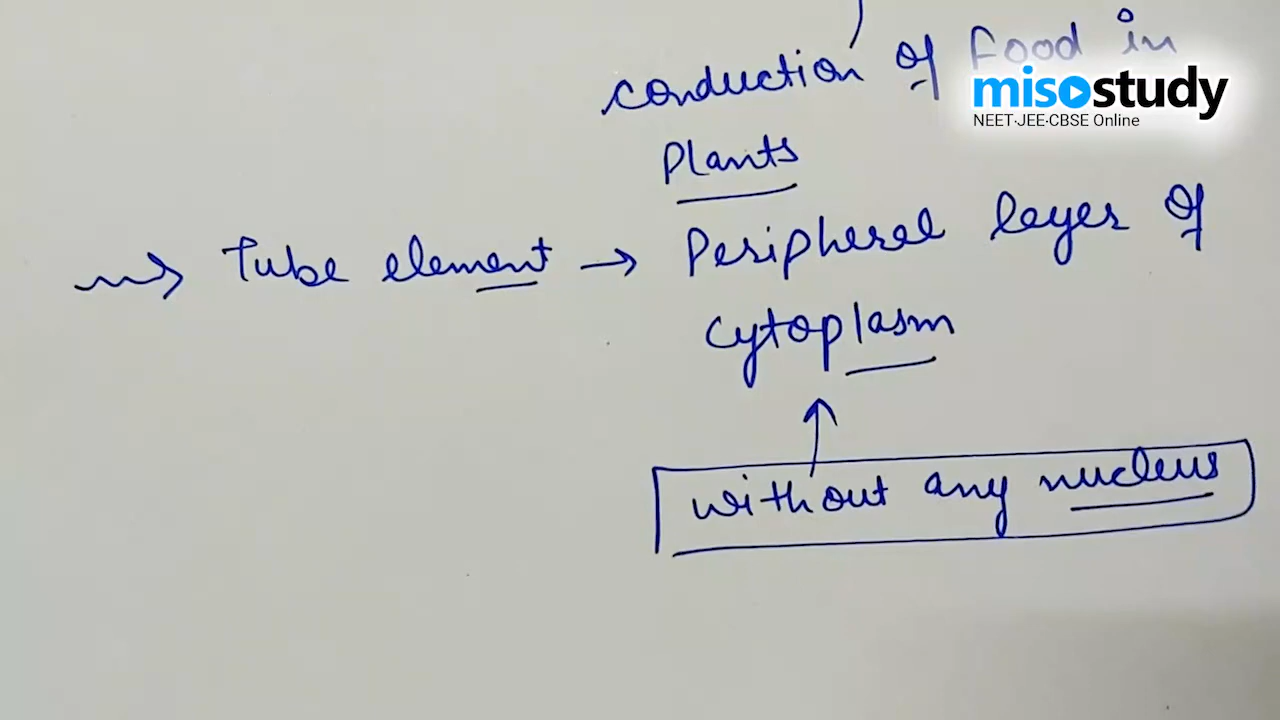 conduction of Food in
Plants
misostudy
NEET·JEE·CBSE Online
Tube element → Peripheral layer of
cytoplasm
without any nucleus